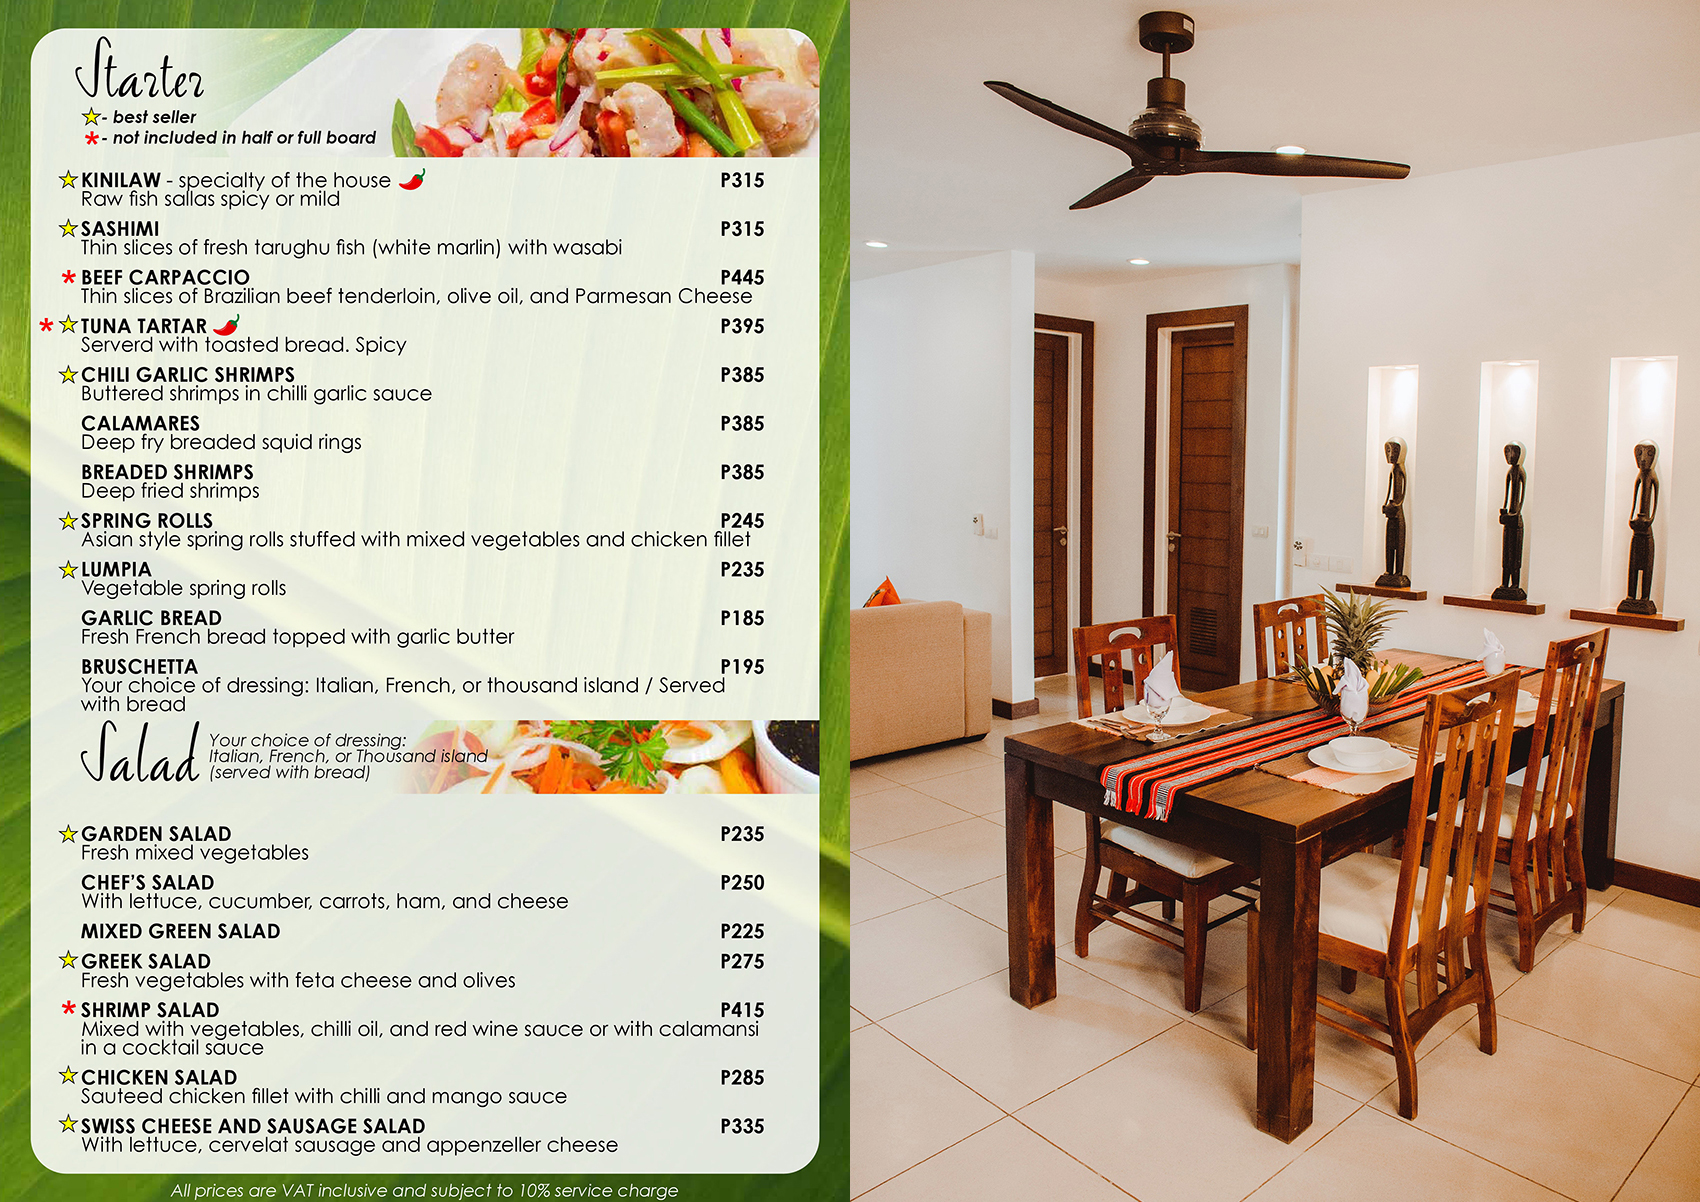 Starter
- best seller
* - not included in half or full board
KINILAW - specialty of the house P315
Raw fish sallas spicy or mild
SASHIMI P315
Thin slices of fresh tarughu fish (white marlin) with wasabi
* BEEF CARPACCIO P445
Thin slices of Brazilian beef tenderloin, olive oil, and Parmesan Cheese
* TUNA TARTAR P395
Serverd with toasted bread. Spicy
CHILI GARLIC SHRIMPS P385
Buttered shrimps in chilli garlic sauce
CALAMARES P385
Deep fry breaded squid rings
BREADED SHRIMPS P385
Deep fried shrimps
SPRING ROLLS P245
Asian style spring rolls stuffed with mixed vegetables and chicken fillet
LUMPIA P235
Vegetable spring rolls
GARLIC BREAD P185
Fresh French bread topped with garlic butter
BRUSCHETTA P195
Your choice of dressing: Italian, French, or thousand island / Served
with bread
Salad
Your choice of dressing:
Italian, French, or Thousand island
(served with bread)
GARDEN SALAD P235
Fresh mixed vegetables
CHEF'S SALAD P250
With lettuce, cucumber, carrots, ham, and cheese
MIXED GREEN SALAD P225
GREEK SALAD P275
Fresh vegetables with feta cheese and olives
* SHRIMP SALAD P415
Mixed with vegetables, chilli oil, and red wine sauce or with calamansi
in a cocktail sauce
CHICKEN SALAD P285
Sauteed chicken fillet with chilli and mango sauce
SWISS CHEESE AND SAUSAGE SALAD P335
With lettuce, cervelat sausage and appenzeller cheese
All prices are VAT inclusive and subject to 10% service charge